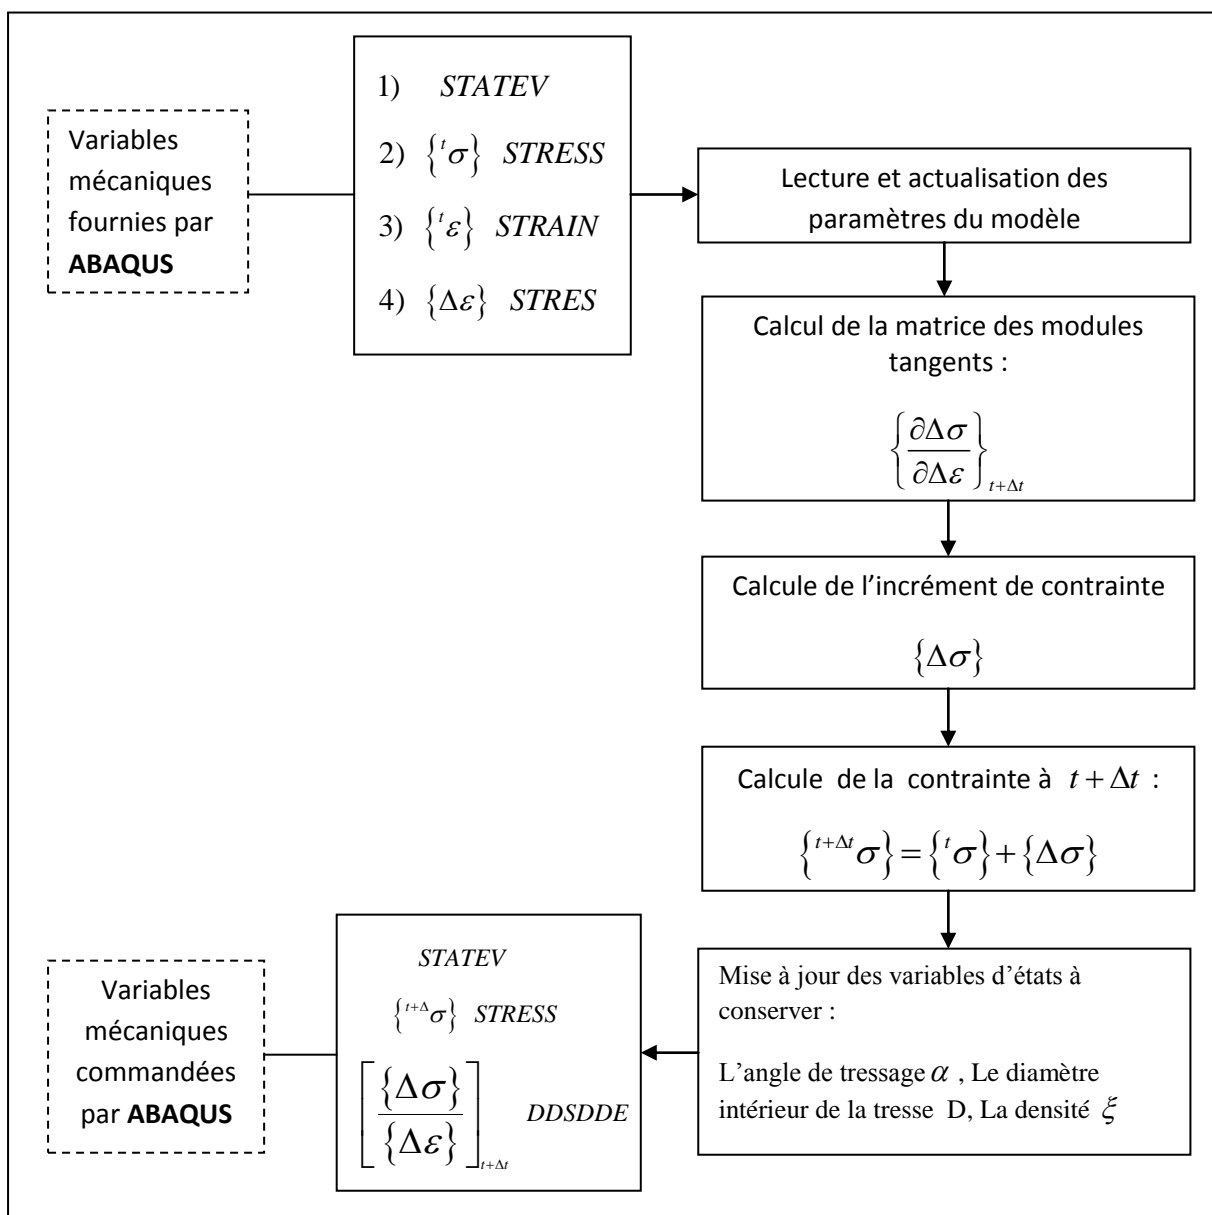 Variables
mécaniques
fournies par
ABAQUS
1) STATEV
2) {ᵗσ} STRESS
3) {ᵗε} STRAIN
4) {Δε} STRES
Lecture et actualisation des
paramètres du modèle
Calcul de la matrice des modules
tangents :
{∂Δσ/∂Δε}t+Δt
Calcule de l’incrément de contrainte
{Δσ}
Calcule de la contrainte à t + Δt :
{ᵗ⁺Δᵗσ} = {ᵗσ} + {Δσ}
Mise à jour des variables d’états à
conserver :
L’angle de tressage α , Le diamètre
intérieur de la tresse D, La densité ξ
STATEV
{ᵗ⁺Δσ} STRESS
[{Δσ}/{Δε}]t+Δt DDSDDE
Variables
mécaniques
commandées
par ABAQUS